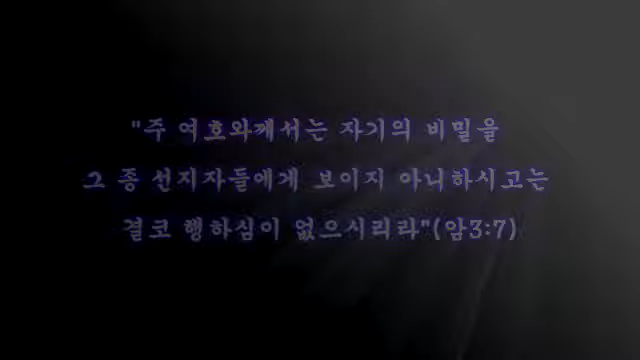 "주 여호와께서는 자기의 비밀을
그 종 선지자들에게 보이지 아니하시고는
결코 행하심이 없으시리라"(암3:7)